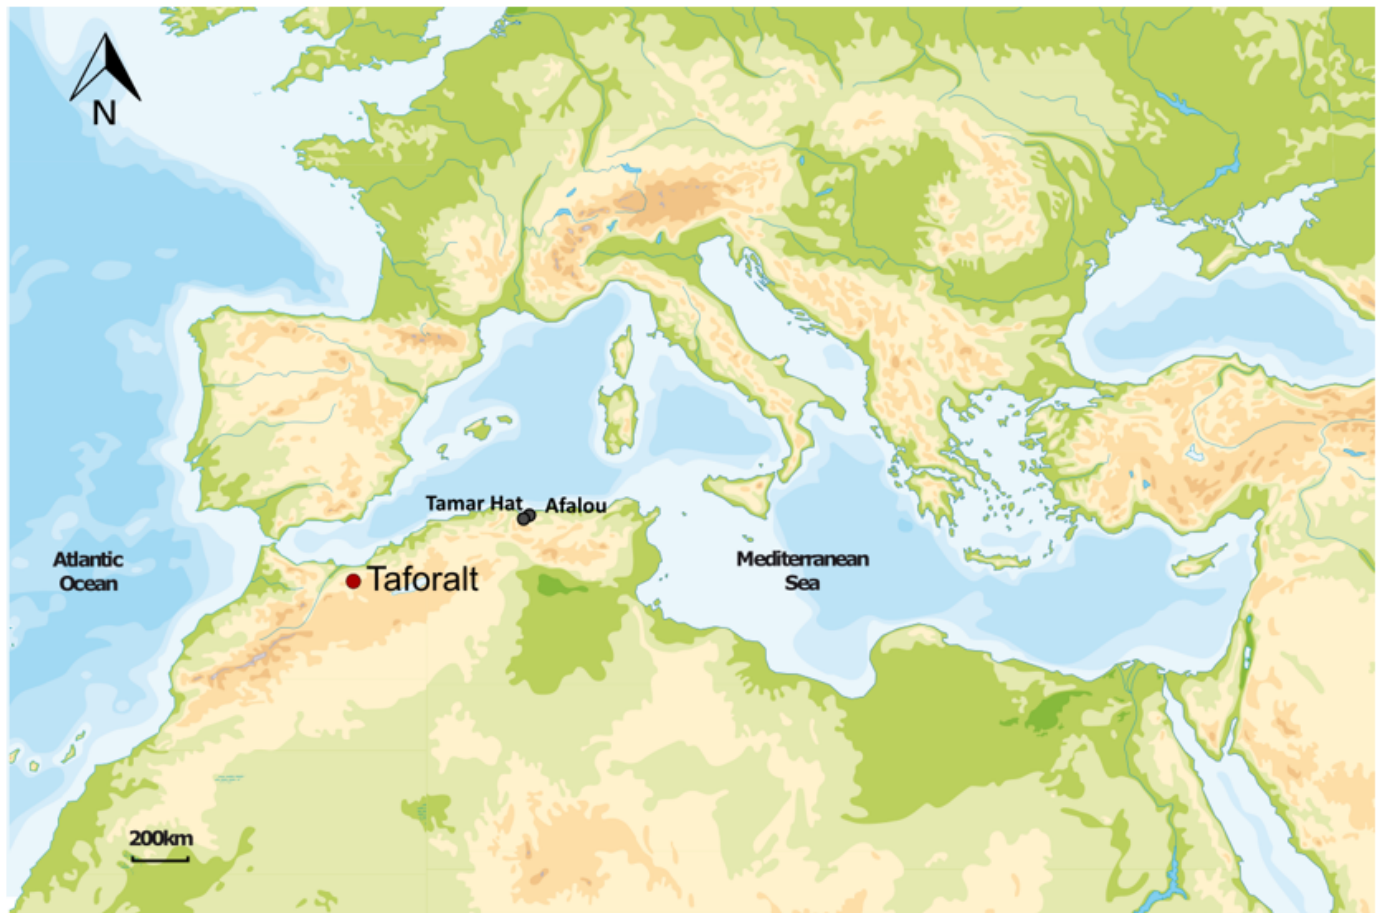 N
Tamar Hat
Afalou
Atlantic
Ocean
Taforalt
Mediterranean
Sea
200km